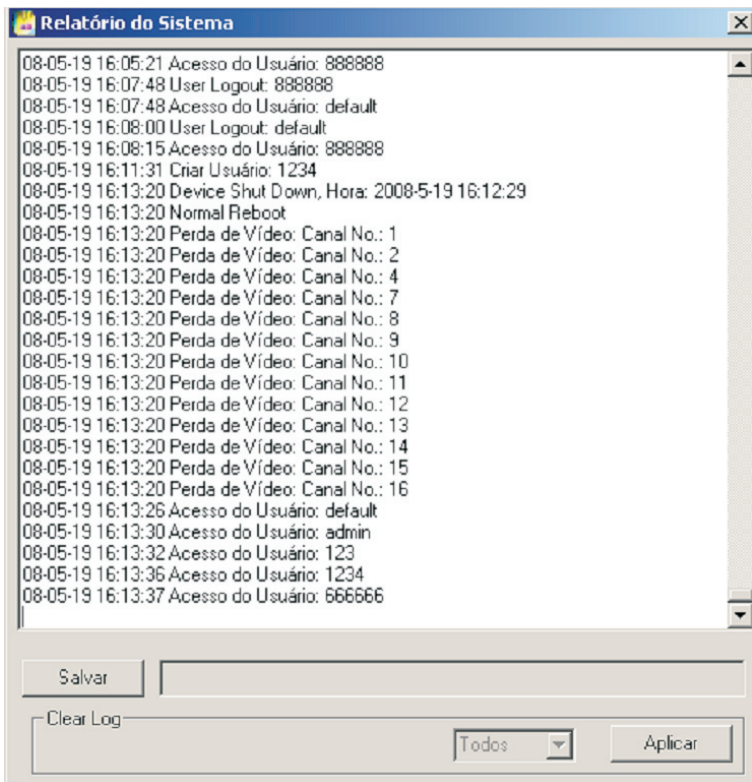 Relatório do Sistema
08-05-19 16:05:21 Acesso do Usuário: 888888
08-05-19 16:07:48 User Logout: 888888
08-05-19 16:07:48 Acesso do Usuário: default
08-05-19 16:08:00 User Logout: default
08-05-19 16:08:15 Acesso do Usuário: 888888
08-05-19 16:11:31 Criar Usuário: 1234
08-05-19 16:13:20 Device Shut Down, Hora: 2008-5-19 16:12:29
08-05-19 16:13:20 Normal Reboot
08-05-19 16:13:20 Perda de Vídeo: Canal No.: 1
08-05-19 16:13:20 Perda de Vídeo: Canal No.: 2
08-05-19 16:13:20 Perda de Vídeo: Canal No.: 4
08-05-19 16:13:20 Perda de Vídeo: Canal No.: 7
08-05-19 16:13:20 Perda de Vídeo: Canal No.: 8
08-05-19 16:13:20 Perda de Vídeo: Canal No.: 9
08-05-19 16:13:20 Perda de Vídeo: Canal No.: 10
08-05-19 16:13:20 Perda de Vídeo: Canal No.: 11
08-05-19 16:13:20 Perda de Vídeo: Canal No.: 12
08-05-19 16:13:20 Perda de Vídeo: Canal No.: 13
08-05-19 16:13:20 Perda de Vídeo: Canal No.: 14
08-05-19 16:13:20 Perda de Vídeo: Canal No.: 15
08-05-19 16:13:20 Perda de Vídeo: Canal No.: 16
08-05-19 16:13:26 Acesso do Usuário: default
08-05-19 16:13:30 Acesso do Usuário: admin
08-05-19 16:13:32 Acesso do Usuário: 123
08-05-19 16:13:36 Acesso do Usuário: 1234
08-05-19 16:13:37 Acesso do Usuário: 666666
Salvar
Clear Log
Todos
Aplicar